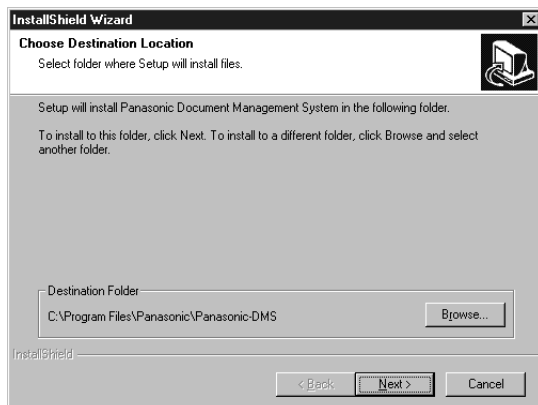 InstallShield Wizard
Choose Destination Location
Select folder where Setup will install files.
Setup will install Panasonic Document Management System in the following folder.
To install to this folder, click Next. To install to a different folder, click Browse and select
another folder.
Destination Folder
C:\Program Files\Panasonic\Panasonic-DMS
Browse...
InstallShield
< Back
Next >
Cancel